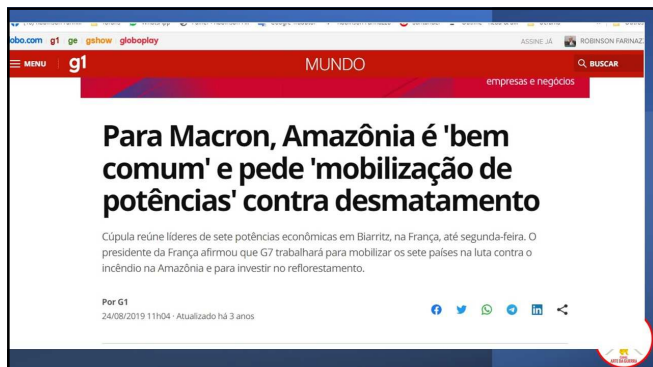 obo.com g1 ge gshow globoplay ASSINE JÁ ROBINSON FARINAZ
MENU g1 MUNDO BUSCAR
empresas e negócios
Para Macron, Amazônia é 'bem
comum' e pede 'mobilização de
potências' contra desmatamento
Cúpula reúne líderes de sete potências econômicas em Biarritz, na França, até segunda-feira. O
presidente da França afirmou que G7 trabalhará para mobilizar os sete países na luta contra o
incêndio na Amazônia e para investir no reflorestamento.
Por G1
24/08/2019 11h04 · Atualizado há 3 anos
ARTE DA GUERRA